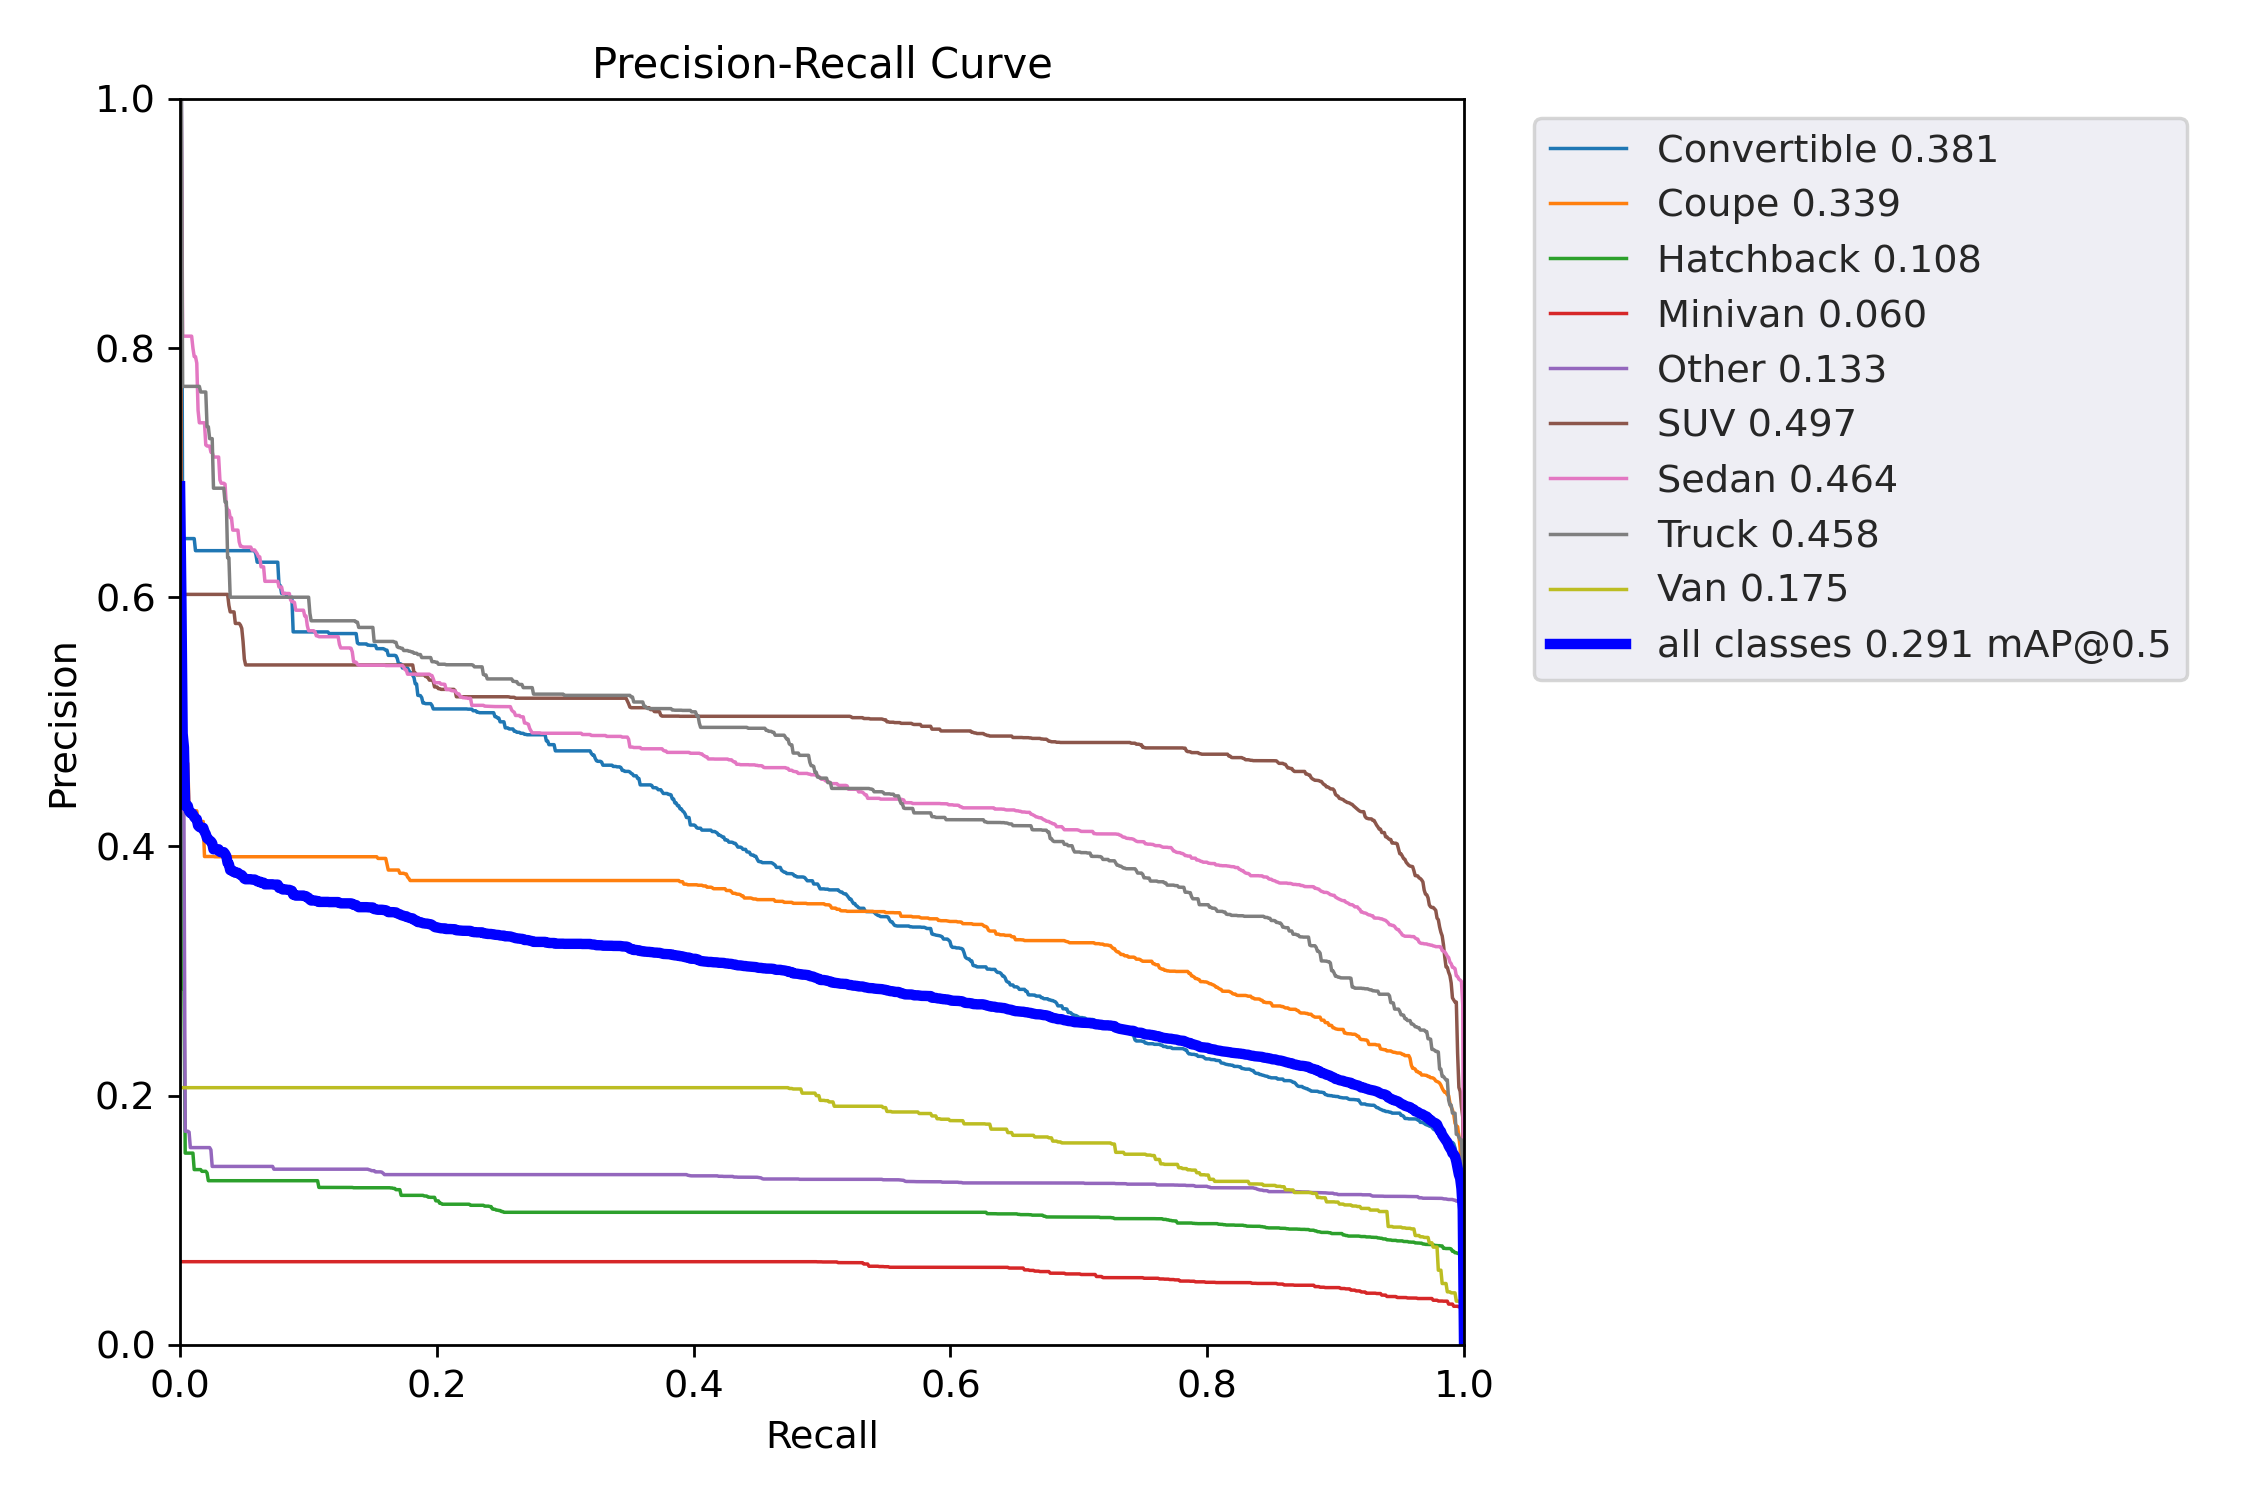 Precision-Recall Curve
1.0
0.8
0.6
0.4
0.2
0.0
Precision
0.0 0.2 0.4 0.6 0.8 1.0
Recall
Convertible 0.381
Coupe 0.339
Hatchback 0.108
Minivan 0.060
Other 0.133
SUV 0.497
Sedan 0.464
Truck 0.458
Van 0.175
all classes 0.291 mAP@0.5